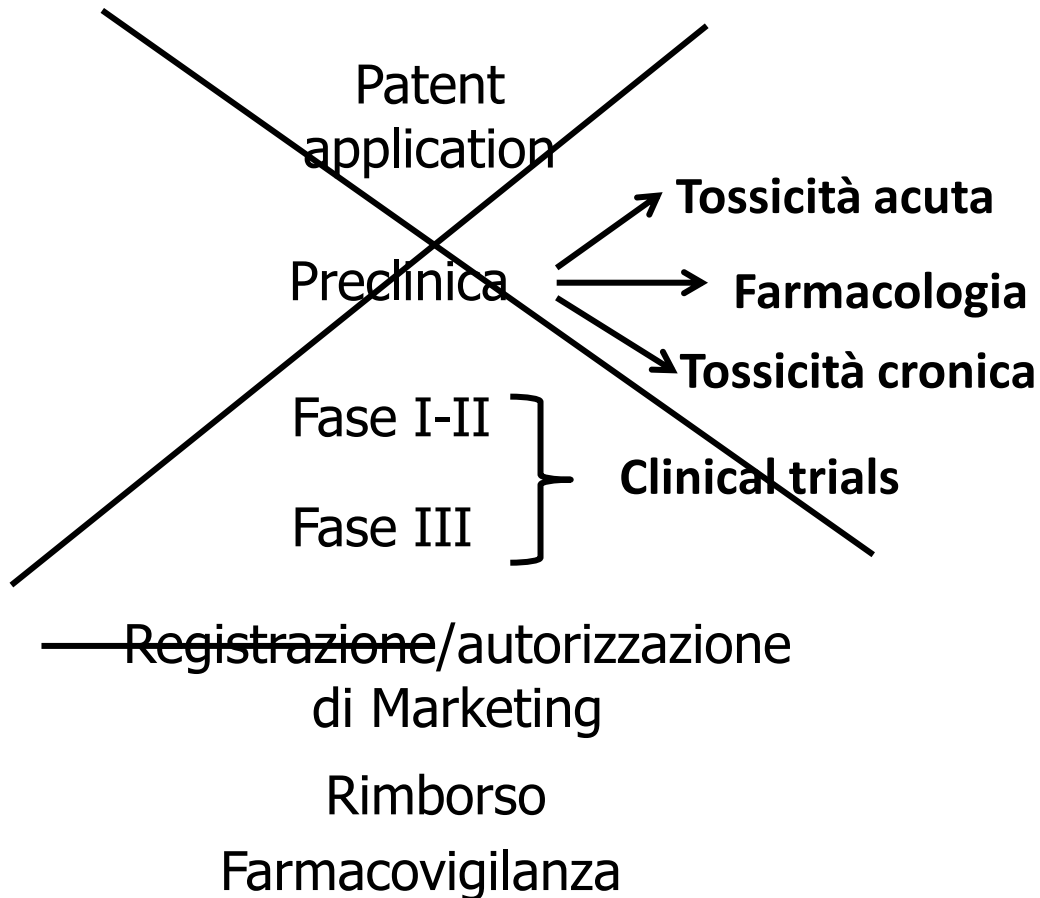 Patent
application
Tossicità acuta
Preclinica
Farmacologia
Tossicità cronica
Fase I-II
Clinical trials
Fase III
Registrazione/autorizzazione
di Marketing
Rimborso
Farmacovigilanza